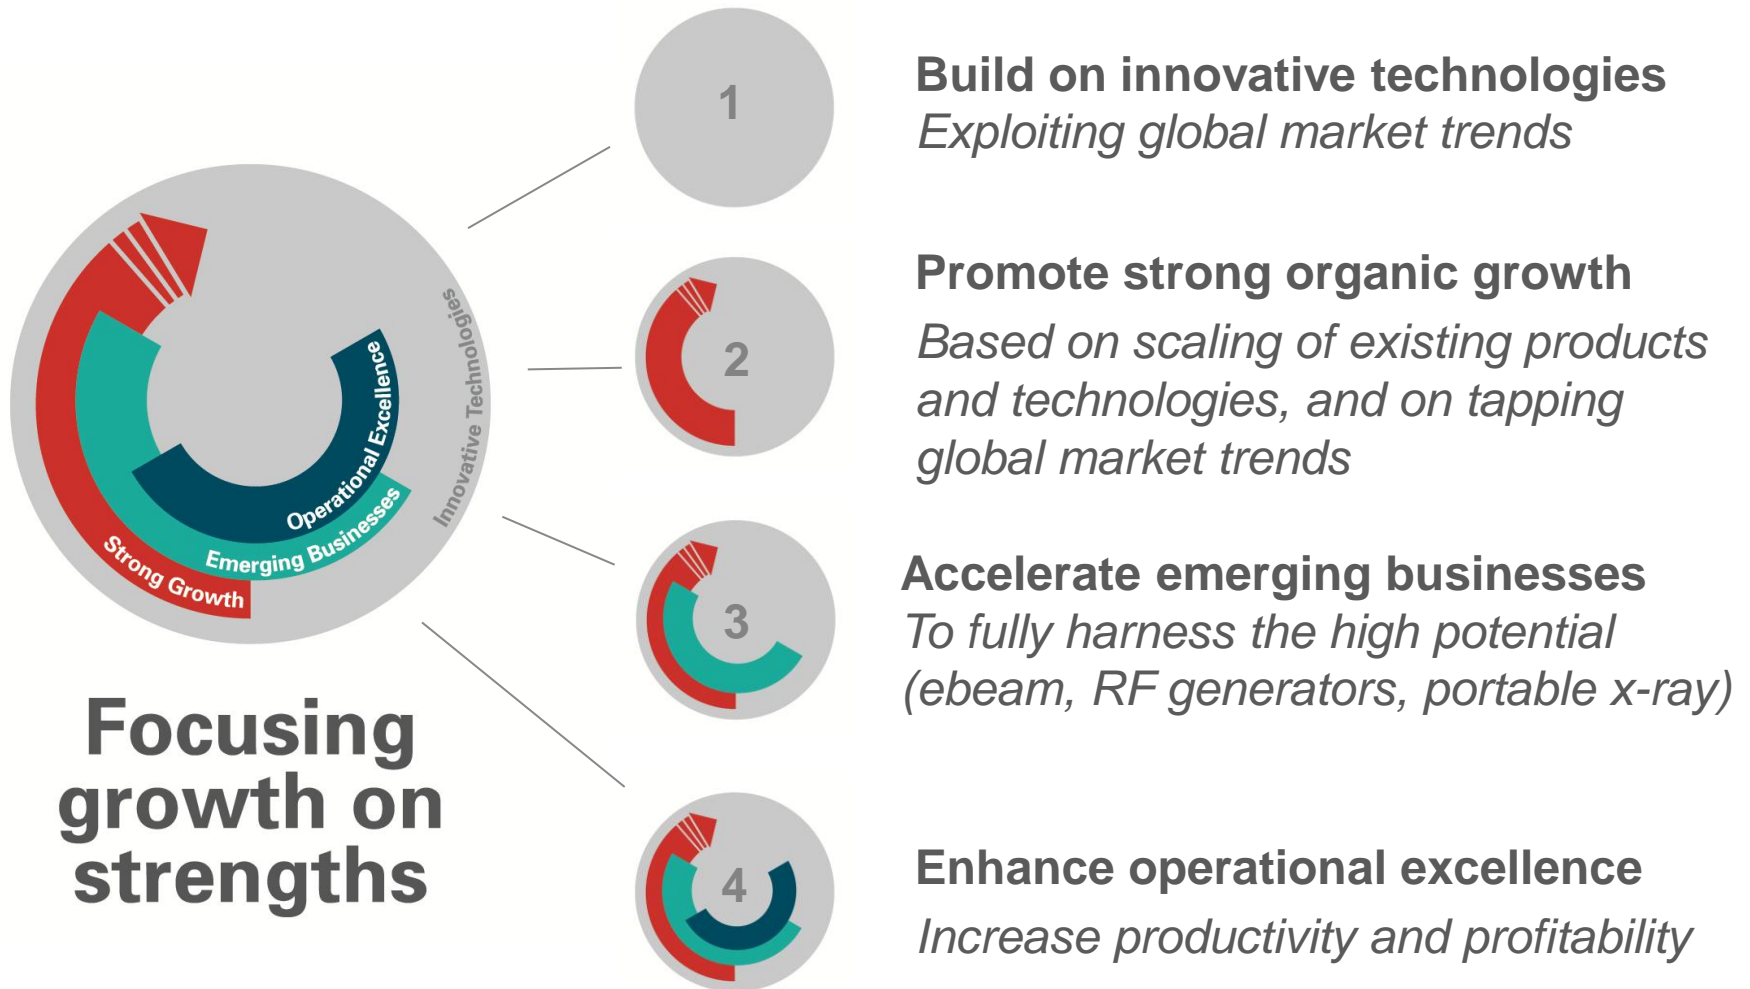 Innovative Technologies
Operational Excellence
Emerging Businesses
Strong Growth
Focusing
growth on
strengths
1
Build on innovative technologies
Exploiting global market trends
2
Promote strong organic growth
Based on scaling of existing products
and technologies, and on tapping
global market trends
3
Accelerate emerging businesses
To fully harness the high potential
(ebeam, RF generators, portable x-ray)
4
Enhance operational excellence
Increase productivity and profitability